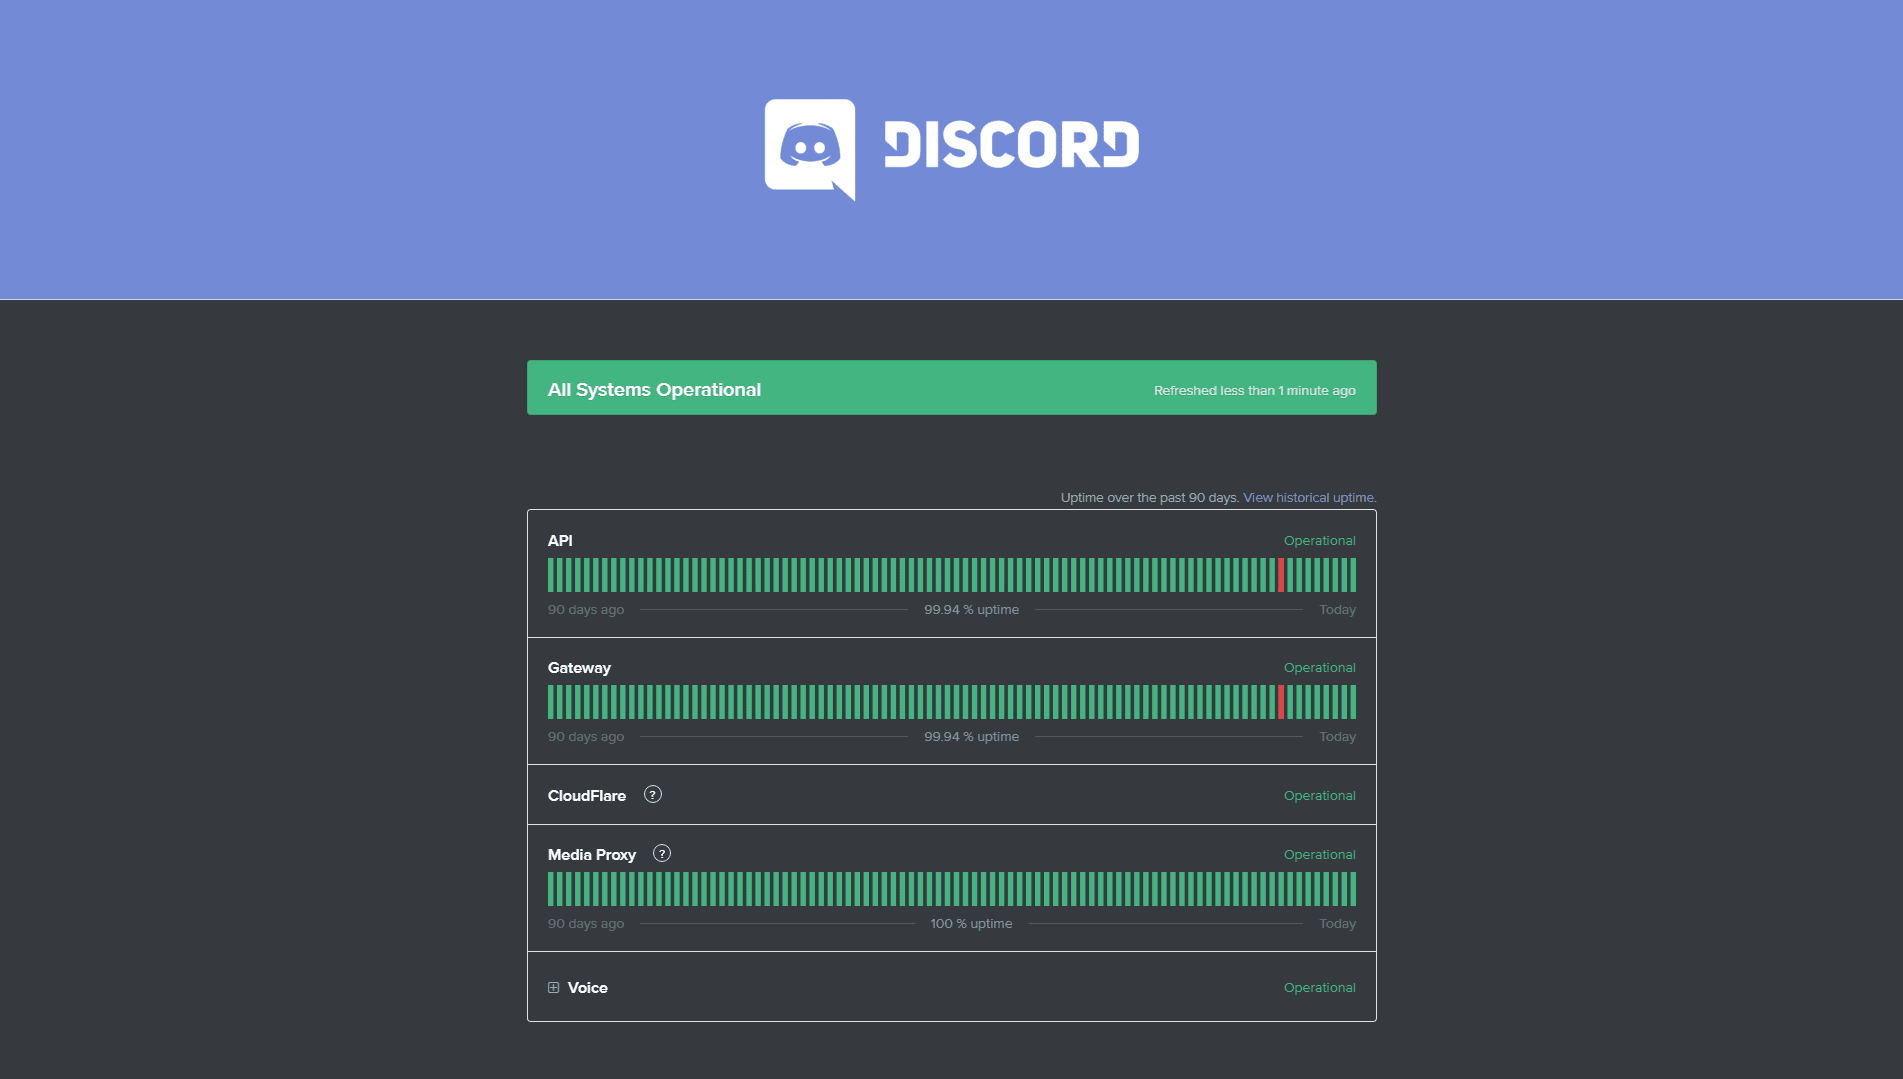 DISCORD
All Systems Operational
Refreshed less than 1 minute ago
Uptime over the past 90 days. View historical uptime.
API
Operational
90 days ago
99.94 % uptime
Today
Gateway
Operational
90 days ago
99.94 % uptime
Today
CloudFlare ?
Operational
Media Proxy ?
Operational
90 days ago
100 % uptime
Today
Voice
Operational